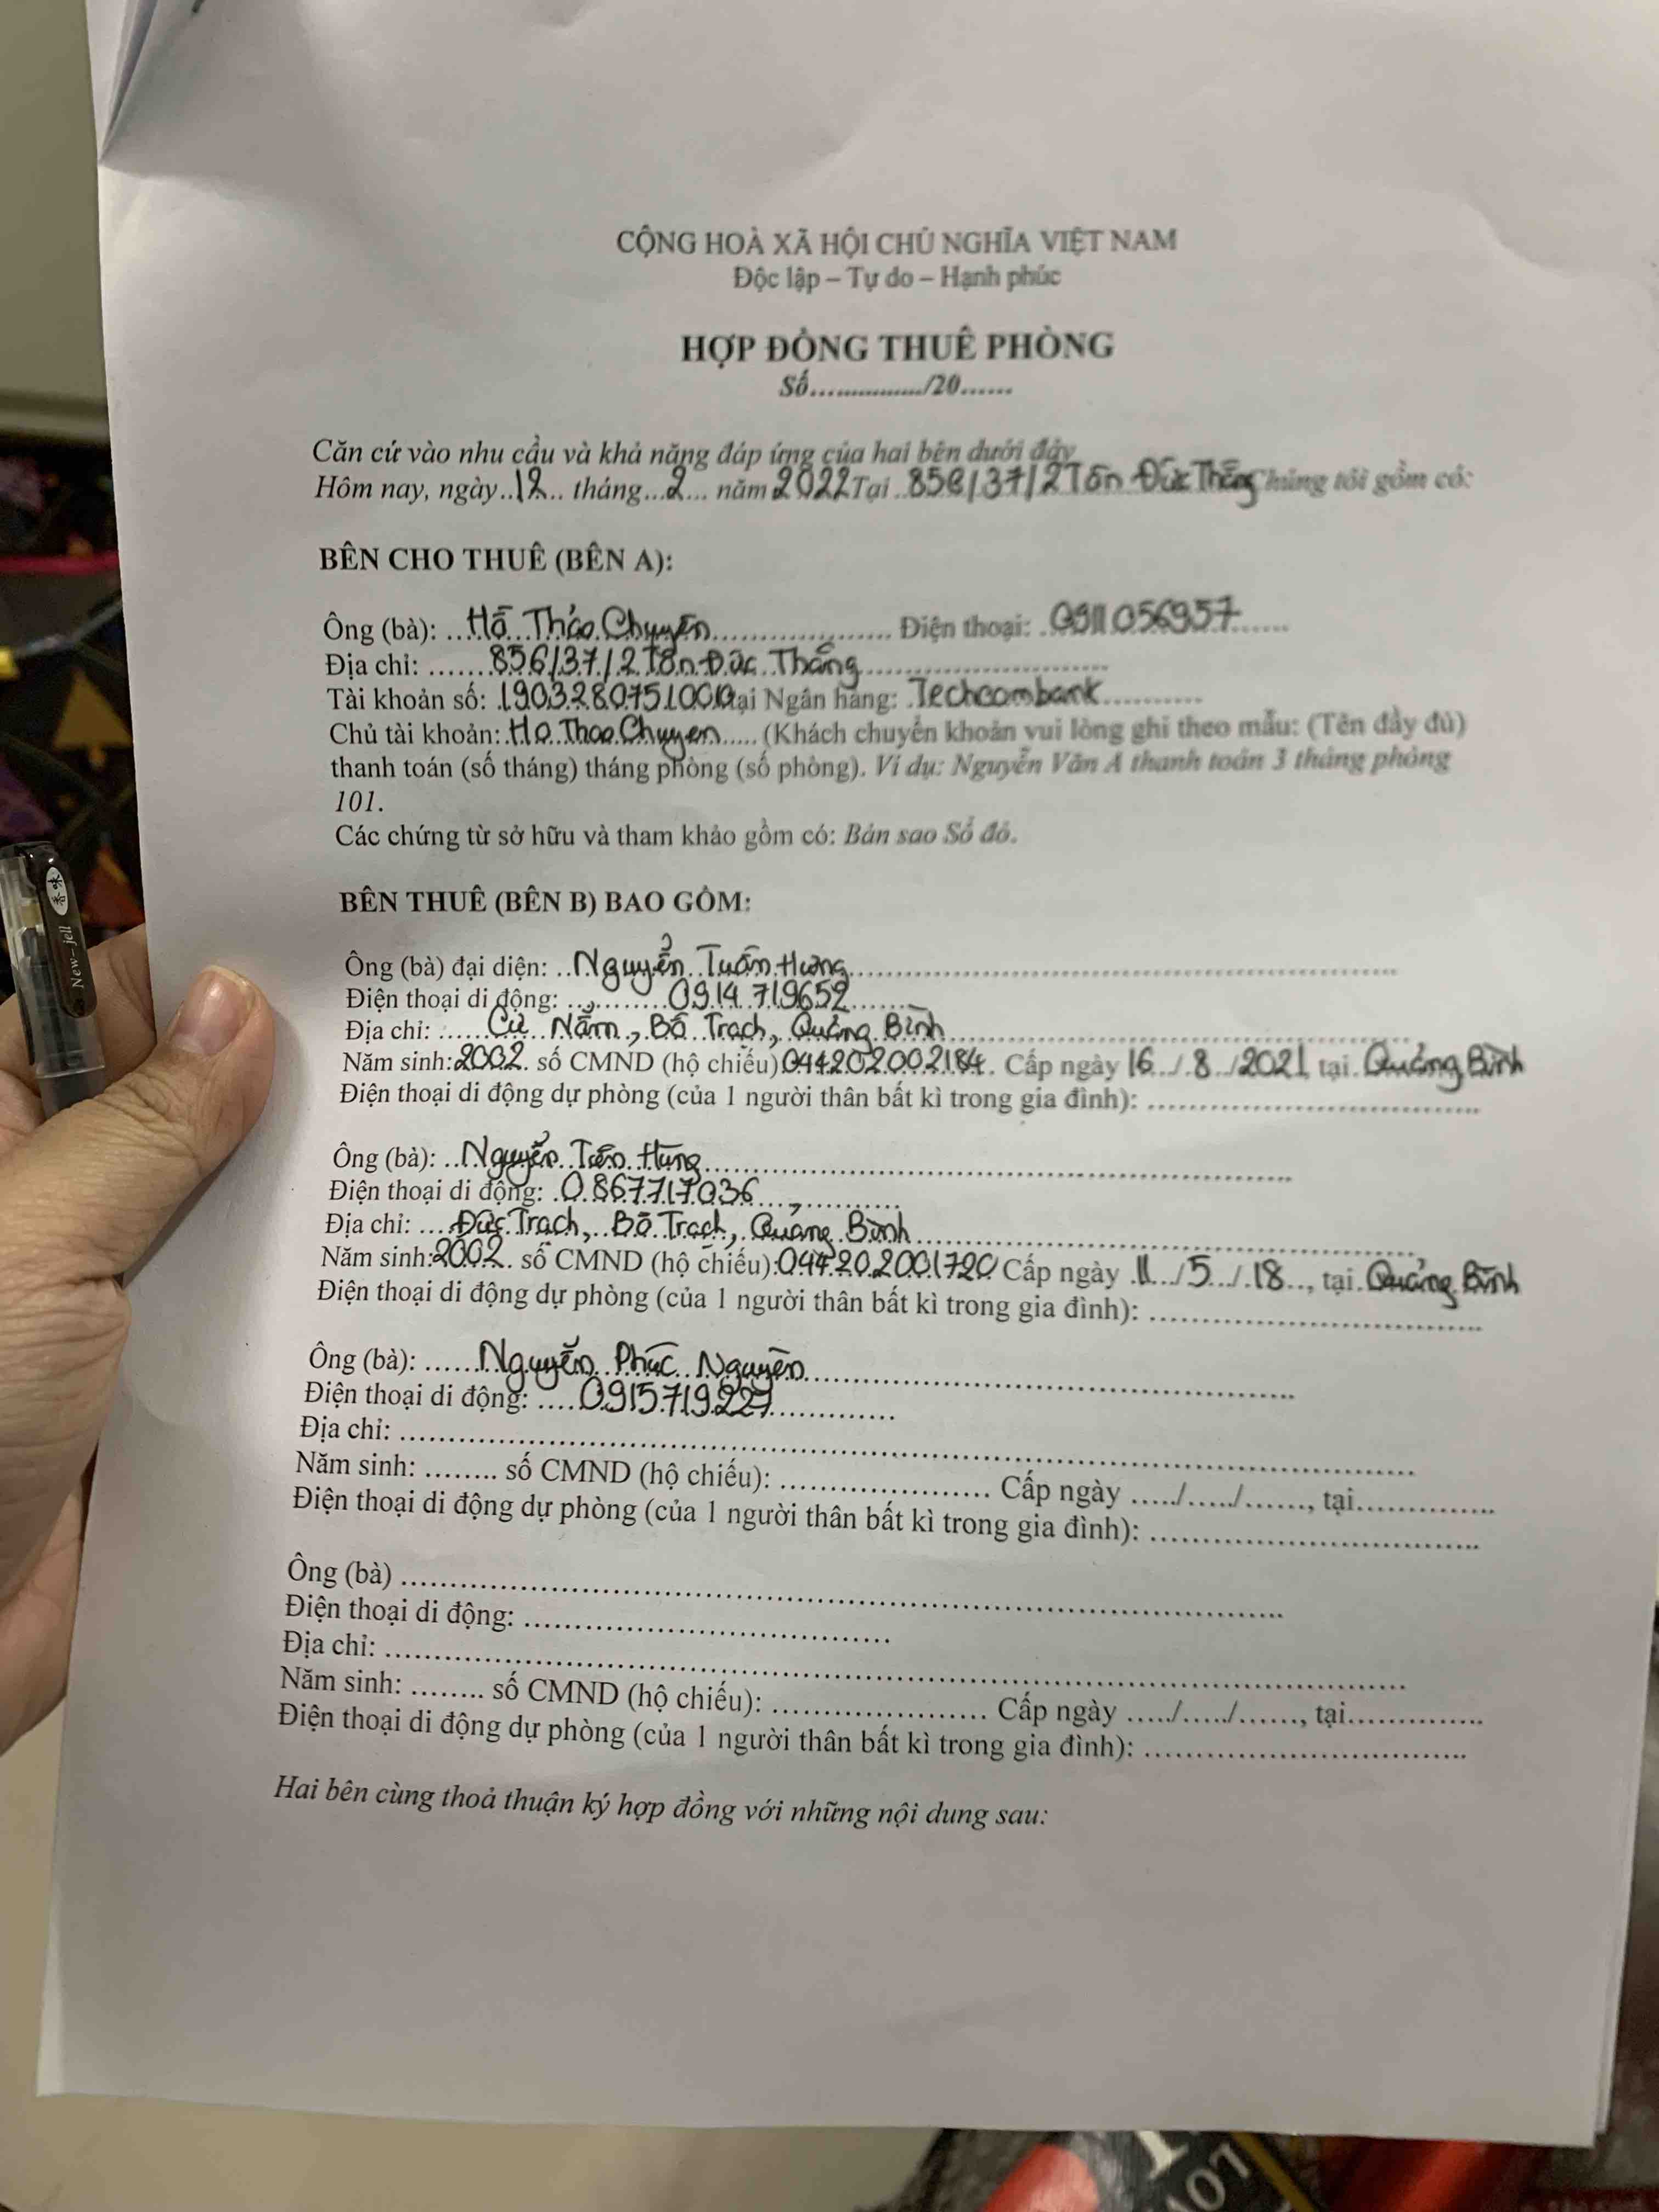 CỘNG HOÀ XÃ HỘI CHỦ NGHĨA VIỆT NAM
Độc lập – Tự do – Hạnh phúc
HỢP ĐỒNG THUÊ PHÒNG
Số................/20......
Căn cứ vào nhu cầu và khả năng đáp ứng của hai bên dưới đây
Hôm nay, ngày..12... tháng...2... năm 2022 Tại ..856/37/2 Tôn Đức Thắng Chúng tôi gồm có:
BÊN CHO THUÊ (BÊN A):
Ông (bà): ...Hồ Thảo Chuyên.................... Điện thoại: .0911056957......
Địa chỉ: .......856/37/2 Tôn Đức Thắng............................
Tài khoản số: .19032807510010 tại Ngân hàng: .Techcombank...........
Chủ tài khoản: Ho Thao Chuyen..... (Khách chuyển khoản vui lòng ghi theo mẫu: (Tên đầy đủ)
thanh toán (số tháng) tháng phòng (số phòng). Ví dụ: Nguyễn Văn A thanh toán 3 tháng phòng
101.
Các chứng từ sở hữu và tham khảo gồm có: Bản sao Sổ đỏ.
BÊN THUÊ (BÊN B) BAO GỒM:
Ông (bà) đại diện: ..Nguyễn Tuấn Hương..............................
Điện thoại di động: ............0914 719652........
Địa chỉ: ......Cự Nẫm, Bố Trạch, Quảng Bình..............................
Năm sinh: 2002. số CMND (hộ chiếu) 044202002184. Cấp ngày 16../.8../2021, tại. Quảng Bình
Điện thoại di động dự phòng (của 1 người thân bất kì trong gia đình): ..............................
Ông (bà): ..Nguyễn Tiến Hùng..............................
Điện thoại di động: .0867717036..............
Địa chỉ: ....Đức Trạch, Bố Trạch, Quảng Bình..............................
Năm sinh: 2002. số CMND (hộ chiếu): 044202001720 Cấp ngày .11../5../.18.., tại. Quảng Bình
Điện thoại di động dự phòng (của 1 người thân bất kì trong gia đình): ..............................
Ông (bà): ......Nguyễn Phúc Nguyên..............................
Điện thoại di động: ....0915719227..............
Địa chỉ: ............................................................
Năm sinh: ........ số CMND (hộ chiếu): ..................... Cấp ngày ...../...../......, tại..............
Điện thoại di động dự phòng (của 1 người thân bất kì trong gia đình): ..............................
Ông (bà) ............................................................
Điện thoại di động: ....................................
Địa chỉ: ............................................................
Năm sinh: ........ số CMND (hộ chiếu): ..................... Cấp ngày ...../...../......, tại..............
Điện thoại di động dự phòng (của 1 người thân bất kì trong gia đình): ..............................
Hai bên cùng thoả thuận ký hợp đồng với những nội dung sau:
New-jell